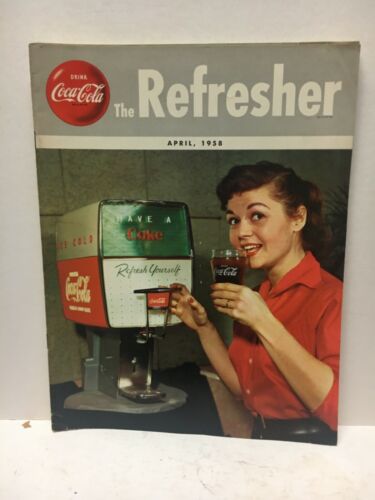 DRINK
Coca-Cola
The Refresher
APRIL, 1958
HAVE A
Coke
ICE COLD
Refresh Yourself
Coca-Cola
Coca-Cola
Coca-Cola